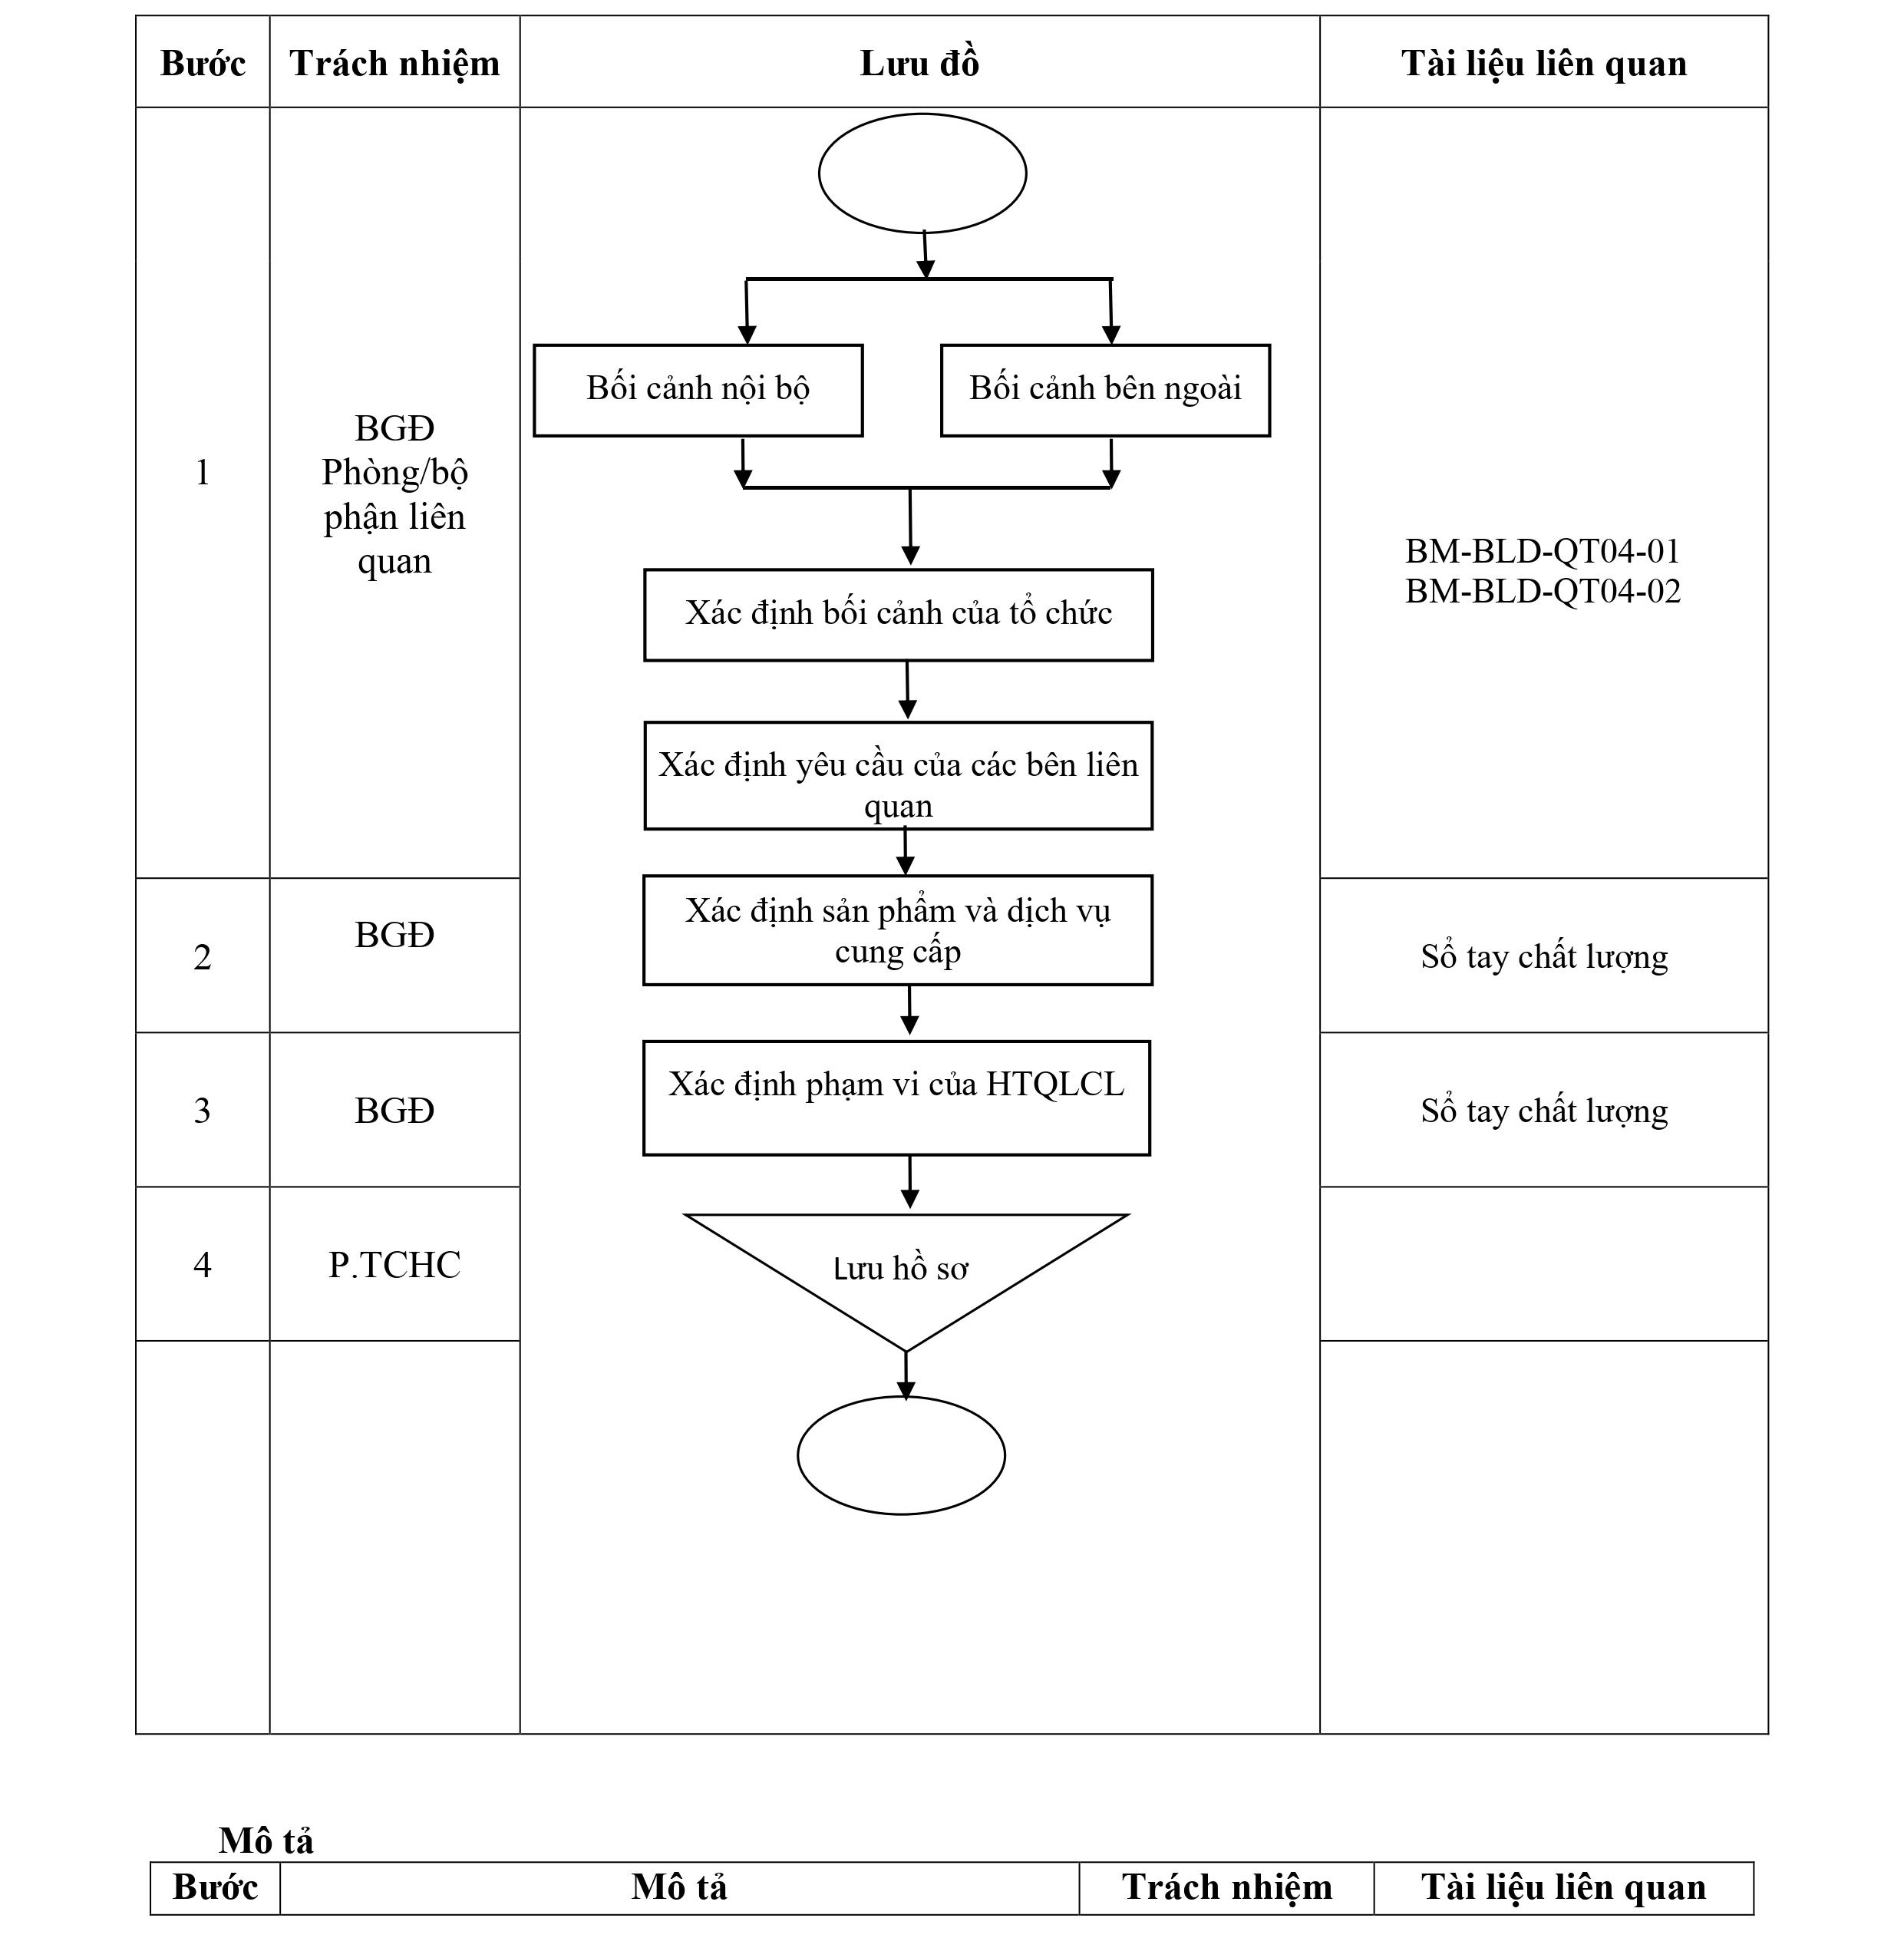 Bước Trách nhiệm Lưu đồ Tài liệu liên quan
Bối cảnh nội bộ
Bối cảnh bên ngoài
1
BGĐ
Phòng/bộ
phận liên
quan
BM-BLD-QT04-01
BM-BLD-QT04-02
Xác định bối cảnh của tổ chức
Xác định yêu cầu của các bên liên
quan
2
BGĐ
Xác định sản phẩm và dịch vụ
cung cấp
Sổ tay chất lượng
3
BGĐ
Xác định phạm vi của HTQLCL
Sổ tay chất lượng
4
P.TCHC
Lưu hồ sơ
Mô tả
Bước Mô tả Trách nhiệm Tài liệu liên quan